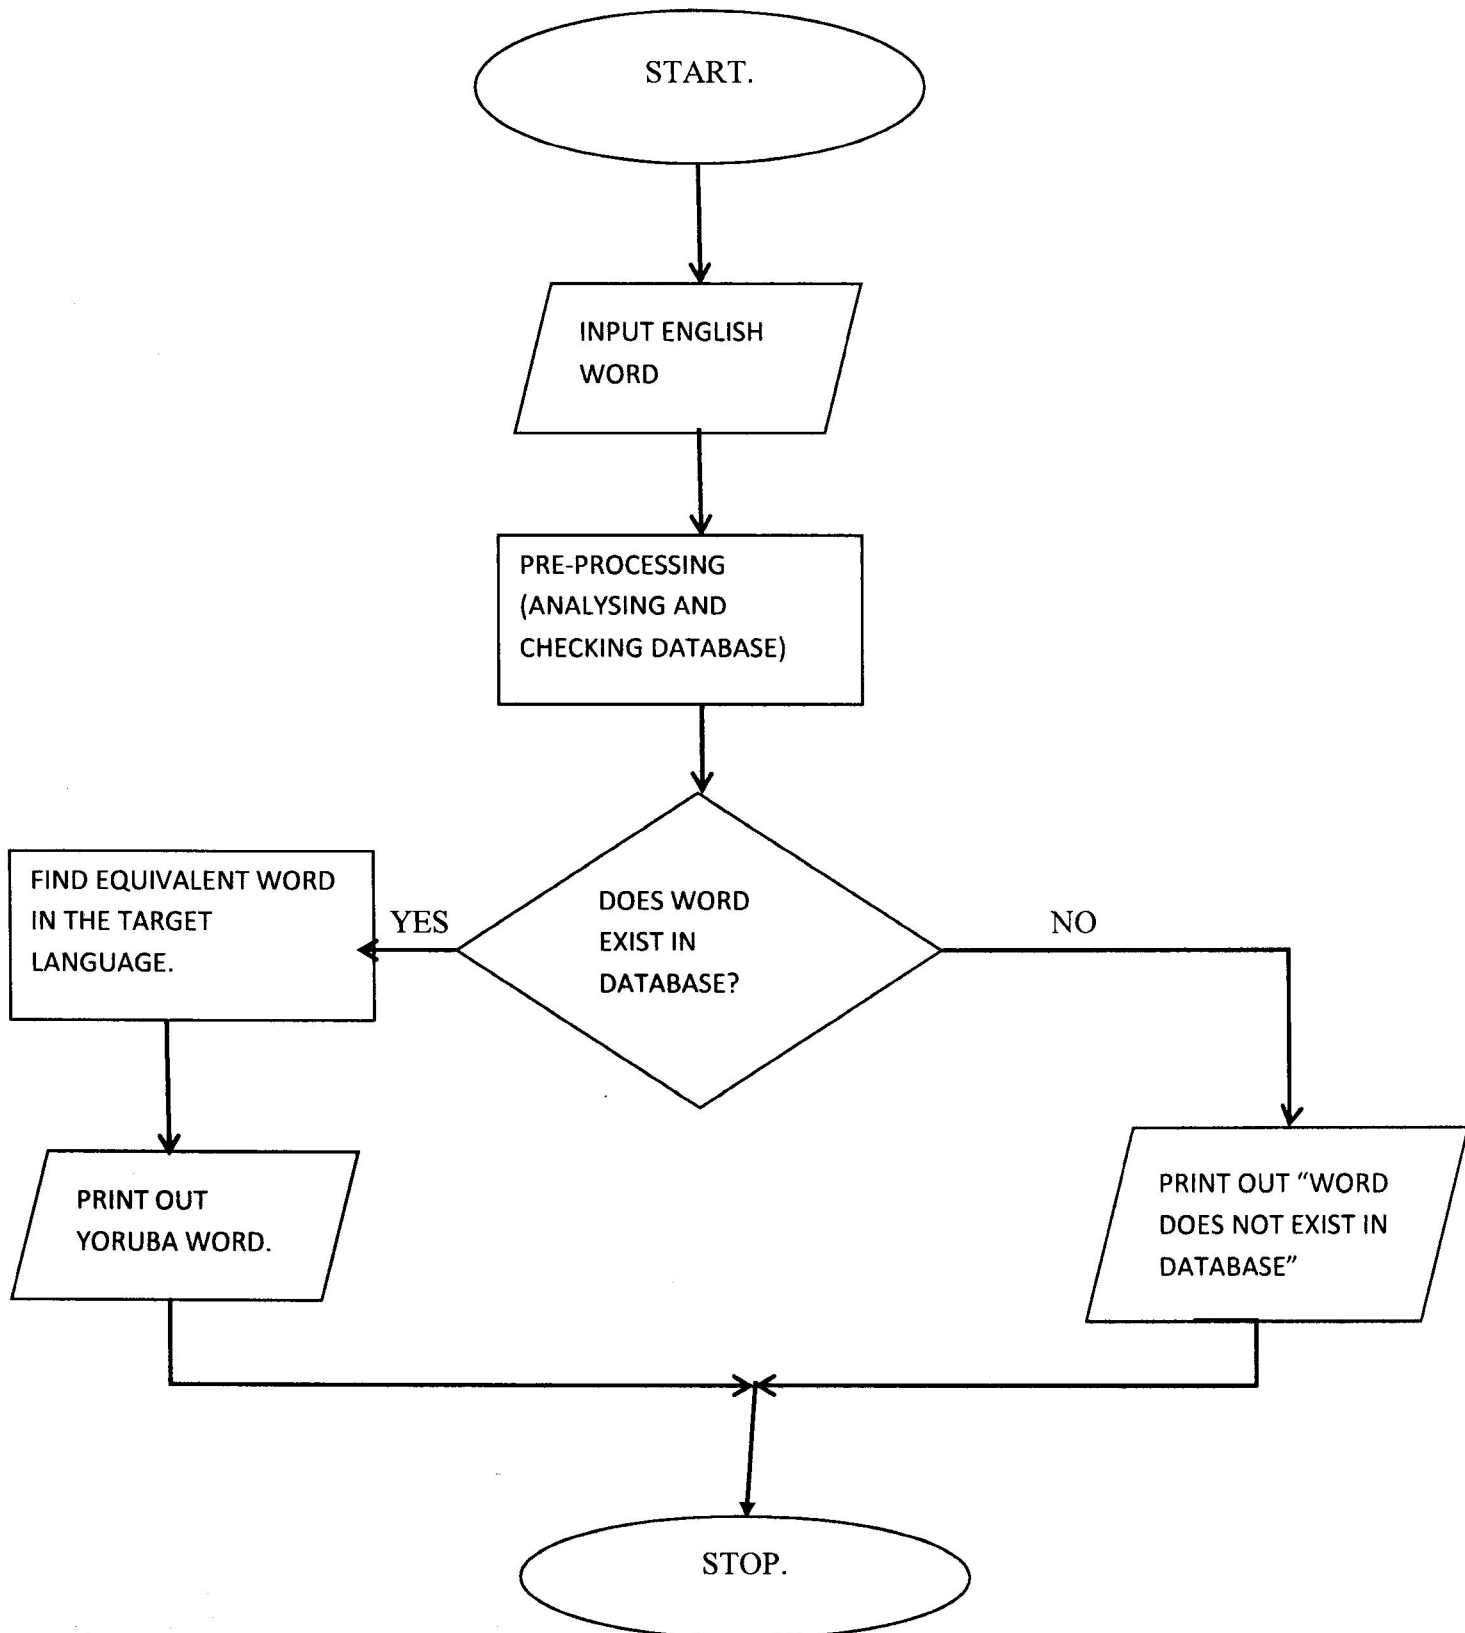 START.
INPUT ENGLISH
WORD
PRE-PROCESSING
(ANALYSING AND
CHECKING DATABASE)
DOES WORD
EXIST IN
DATABASE?
YES
NO
FIND EQUIVALENT WORD
IN THE TARGET
LANGUAGE.
PRINT OUT
YORUBA WORD.
PRINT OUT “WORD
DOES NOT EXIST IN
DATABASE”
STOP.